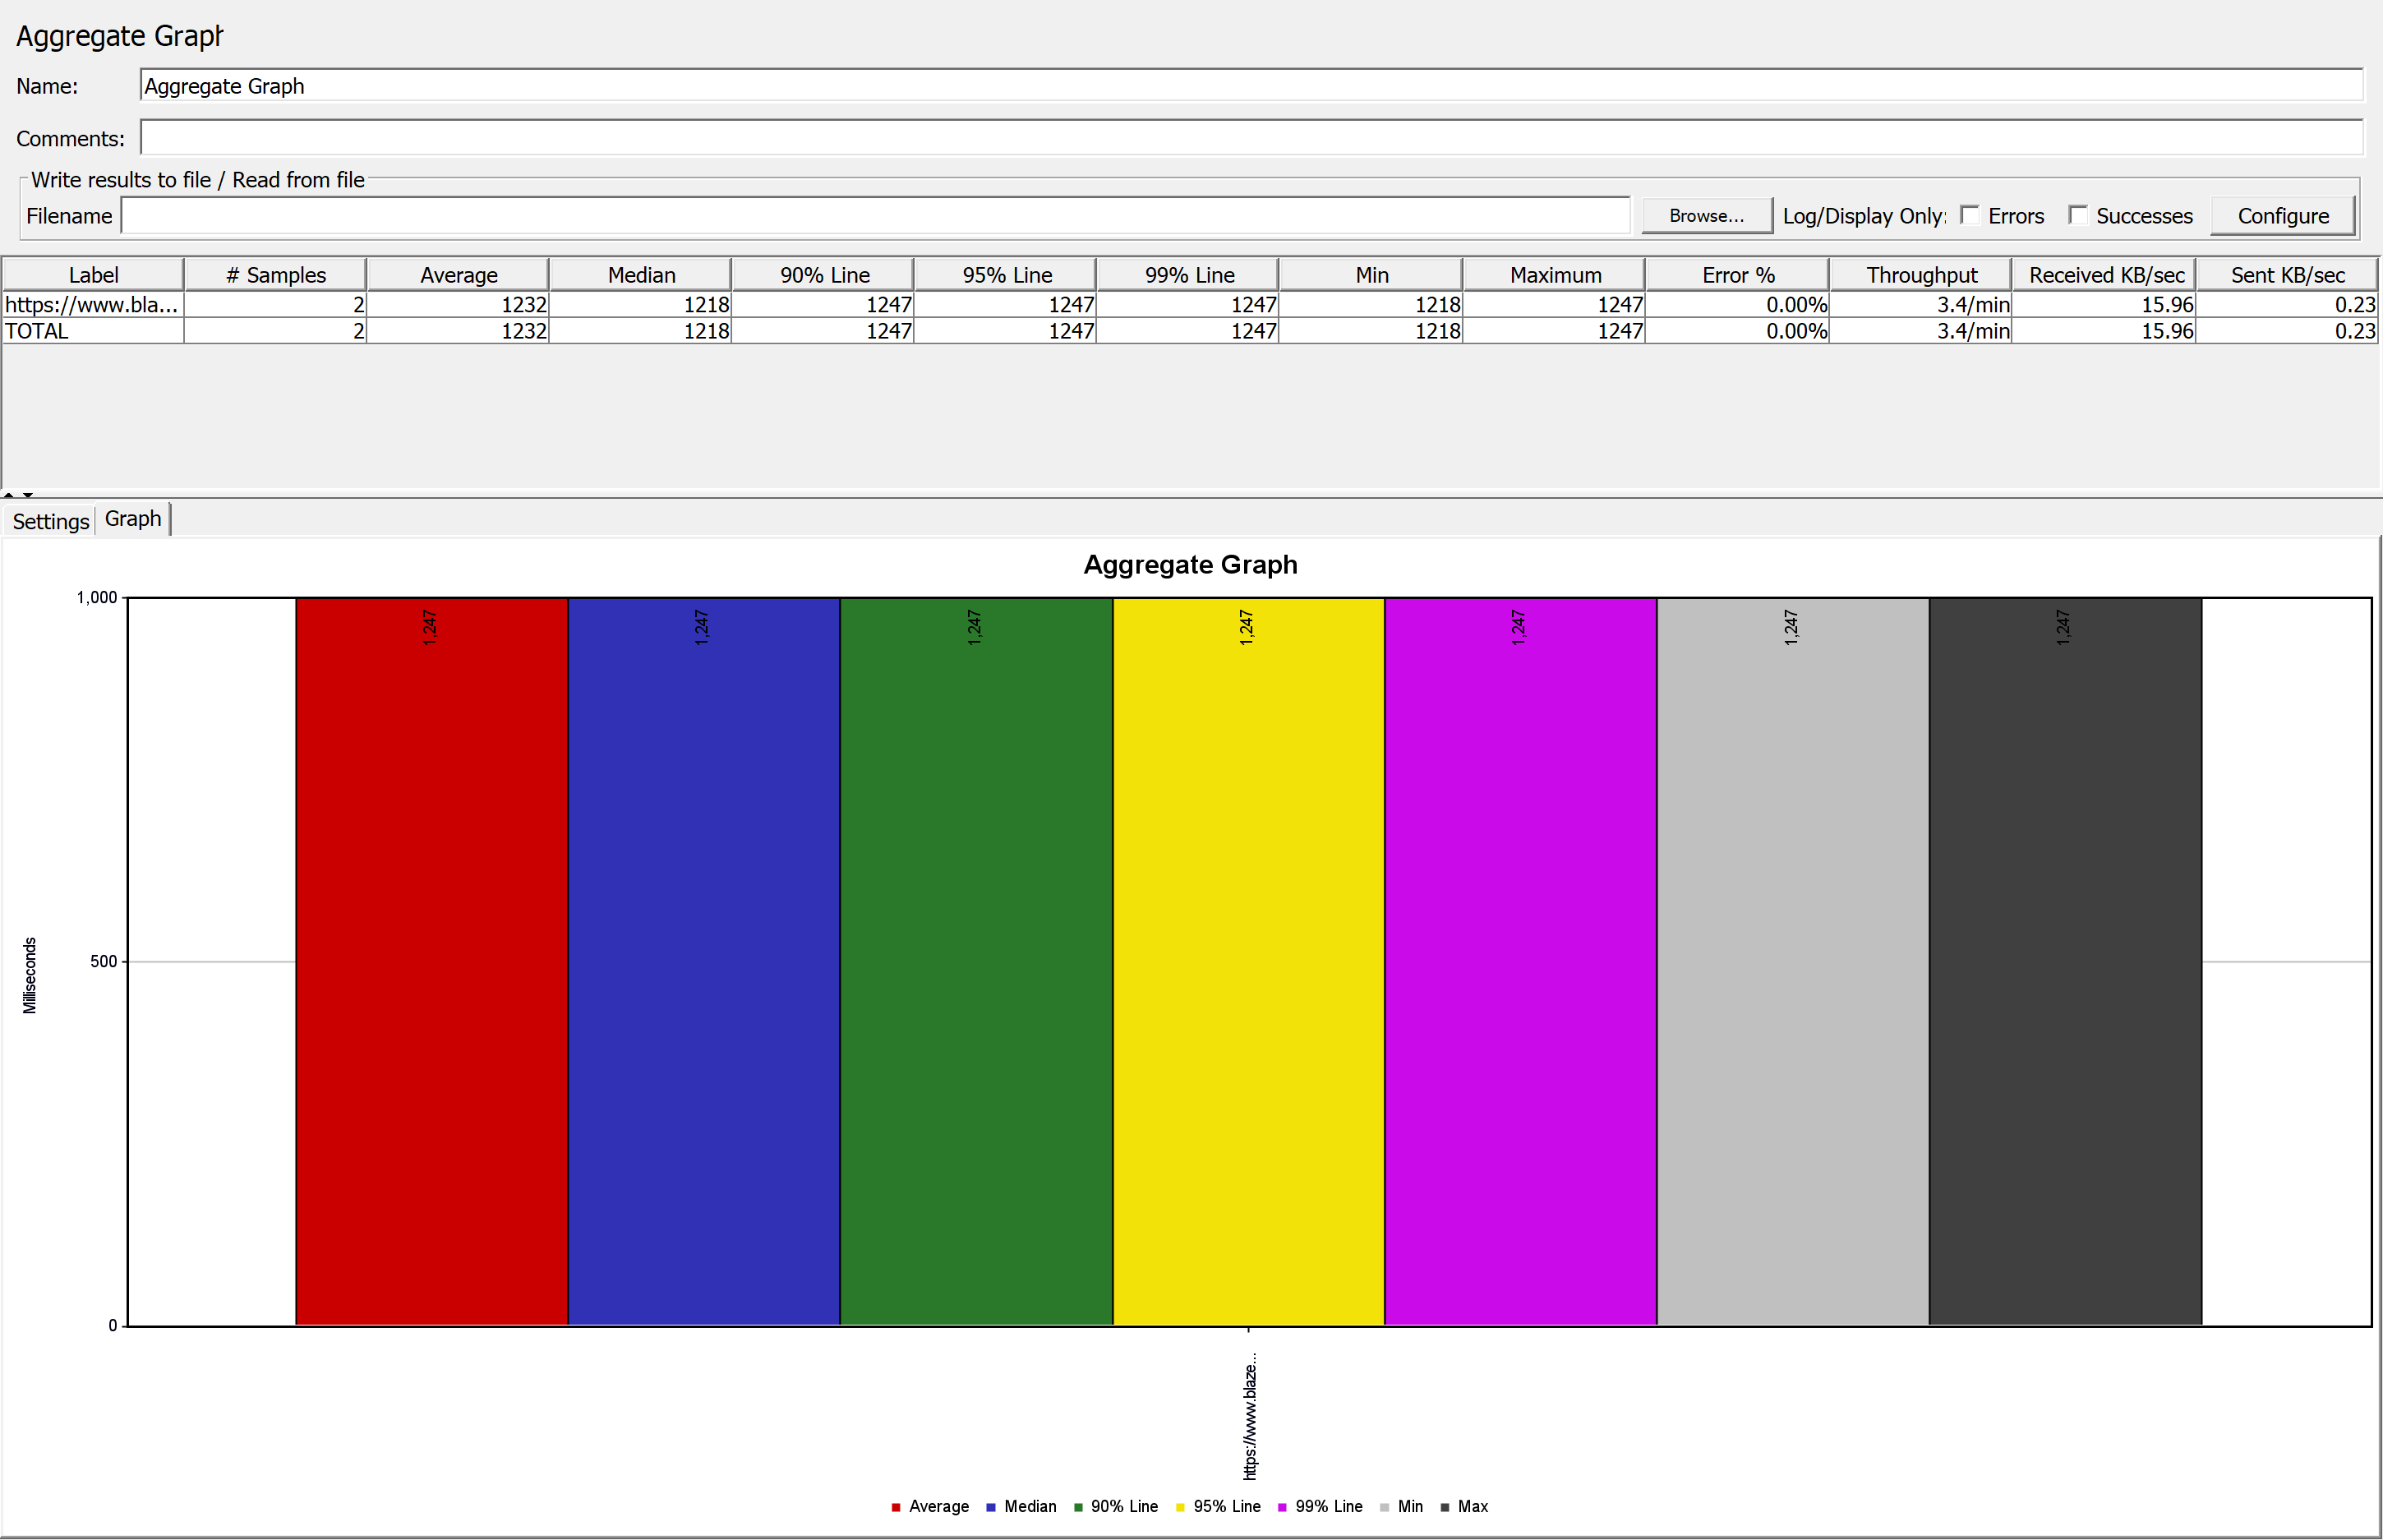 Aggregate Graph
Name: Aggregate Graph
Comments:
Write results to file / Read from file
Filename Browse... Log/Display Only: Errors Successes Configure
Label # Samples Average Median 90% Line 95% Line 99% Line Min Maximum Error % Throughput Received KB/sec Sent KB/sec
https://www.bla... 2 1232 1218 1247 1247 1247 1218 1247 0.00% 3.4/min 15.96 0.23
TOTAL 2 1232 1218 1247 1247 1247 1218 1247 0.00% 3.4/min 15.96 0.23
Settings Graph
Aggregate Graph
1,000
1,247 1,247 1,247 1,247 1,247 1,247 1,247
500
Milliseconds
0
https://www.blaze...
Average Median 90% Line 95% Line 99% Line Min Max